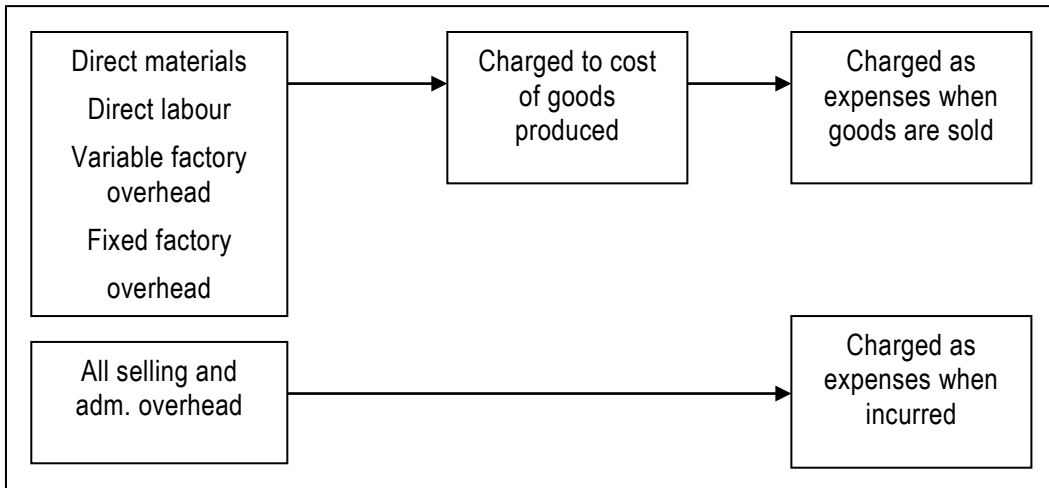 Direct materials
Direct labour
Variable factory
overhead
Fixed factory
overhead
Charged to cost
of goods
produced
Charged as
expenses when
goods are sold
All selling and
adm. overhead
Charged as
expenses when
incurred